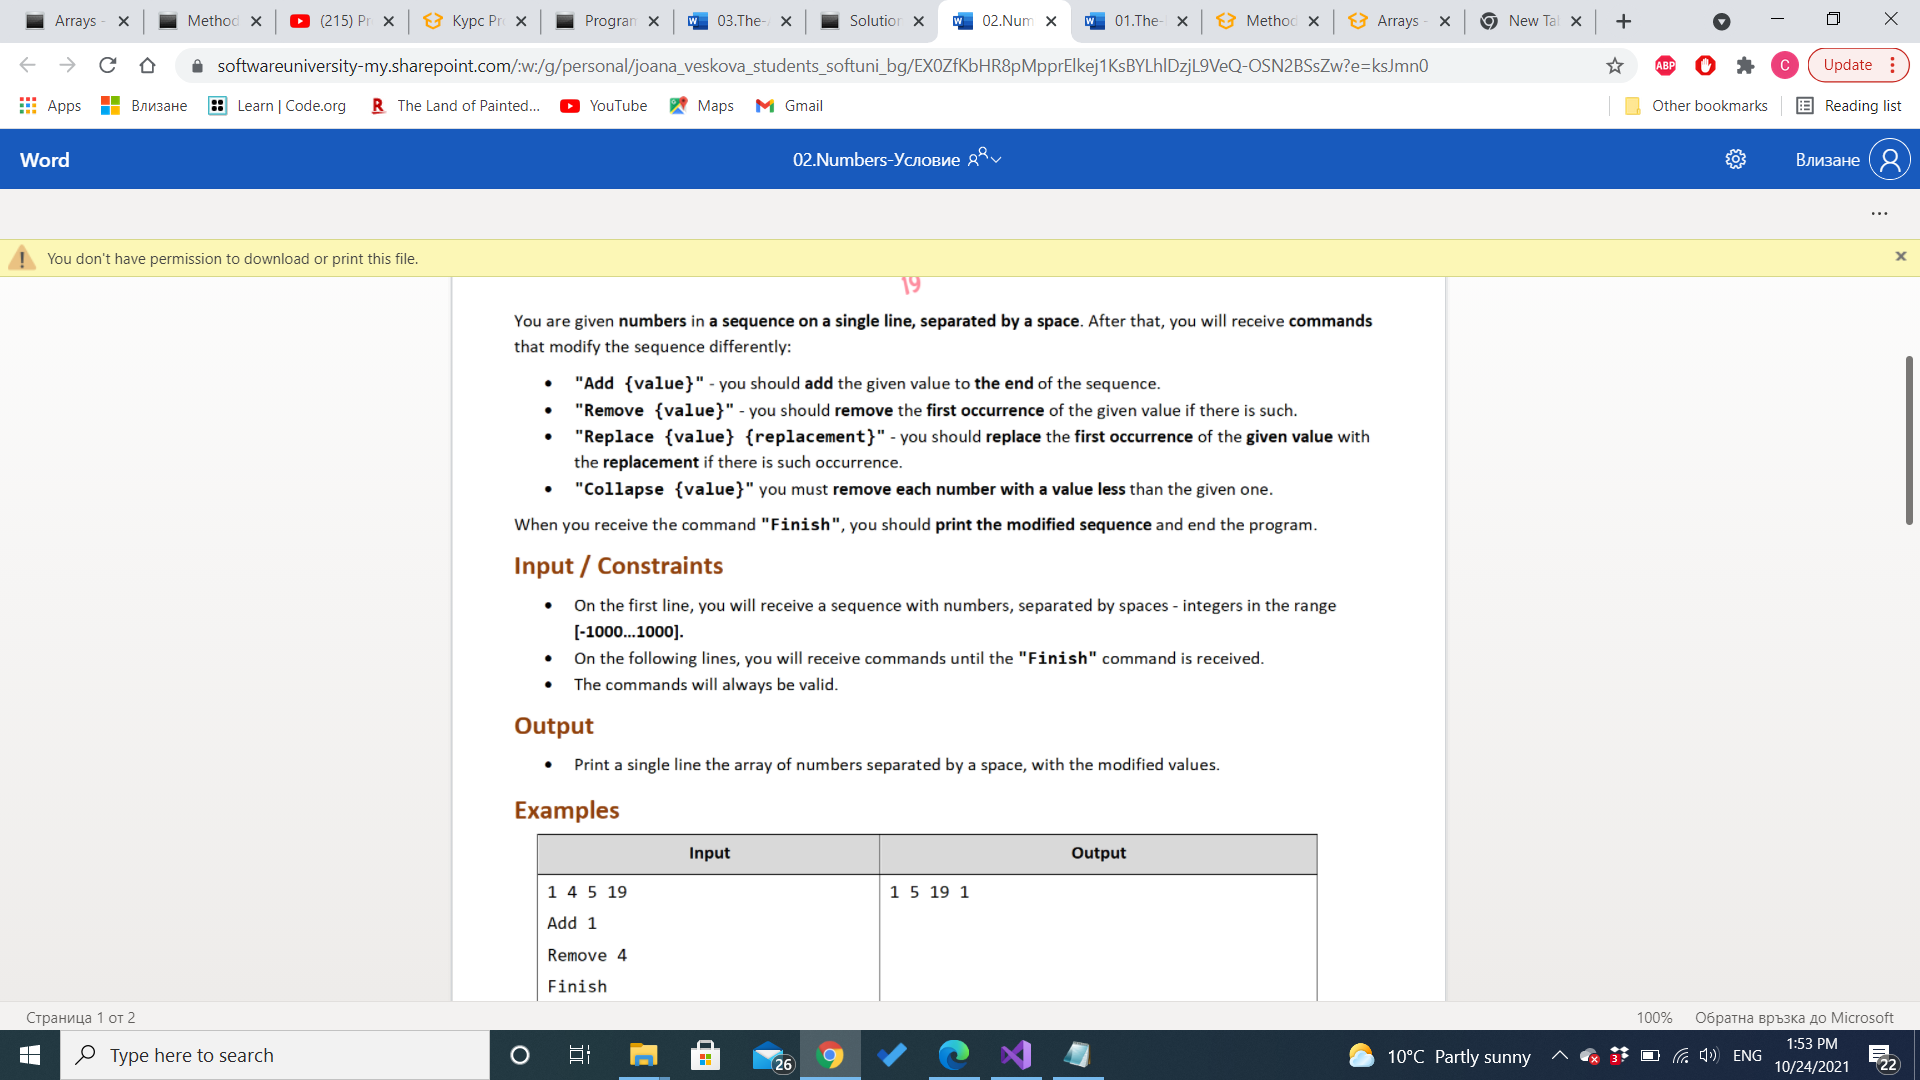 Arrays -
Method
(215) Pr
Курс Pr
Program
03.The-
Solution
02.Num
01.The-
Method
Arrays -
New Tab
softwareuniversity-my.sharepoint.com/:w:/g/personal/joana_veskova_students_softuni_bg/EX0ZfKbHR8pMpprElkej1KsBYLhlDzjL9VeQ-OSN2BSsZw?e=ksJmn0
ABP
C
Update
Apps
Влизане
Learn | Code.org
R
The Land of Painted...
YouTube
Maps
Gmail
Other bookmarks
Reading list
Word
02.Numbers-Условие
Влизане
You don't have permission to download or print this file.
19
You are given numbers in a sequence on a single line, separated by a space. After that, you will receive commands
that modify the sequence differently:
• "Add {value}" - you should add the given value to the end of the sequence.
• "Remove {value}" - you should remove the first occurrence of the given value if there is such.
• "Replace {value} {replacement}" - you should replace the first occurrence of the given value with
the replacement if there is such occurrence.
• "Collapse {value}" you must remove each number with a value less than the given one.
When you receive the command "Finish", you should print the modified sequence and end the program.
Input / Constraints
• On the first line, you will receive a sequence with numbers, separated by spaces - integers in the range
[-1000…1000].
• On the following lines, you will receive commands until the "Finish" command is received.
• The commands will always be valid.
Output
• Print a single line the array of numbers separated by a space, with the modified values.
Examples
Input Output
1 4 5 19 1 5 19 1
Add 1
Remove 4
Finish
Страница 1 от 2
100% Обратна връзка до Microsoft
Type here to search
26
10°C Partly sunny
3
ENG
1:53 PM
10/24/2021
22